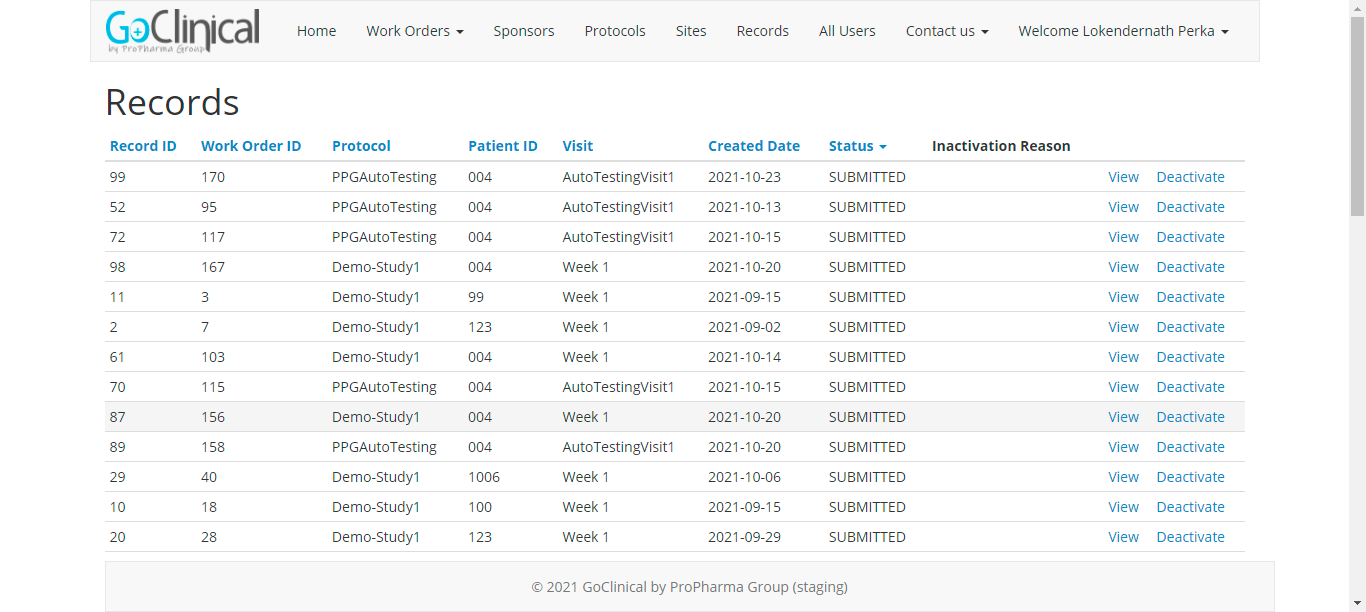 GoClinical
by ProPharma Group
Home Work Orders Sponsors Protocols Sites Records All Users Contact us Welcome Lokendernath Perka
Records
Record ID Work Order ID Protocol Patient ID Visit Created Date Status Inactivation Reason
99 170 PPGAutoTesting 004 AutoTestingVisit1 2021-10-23 SUBMITTED View Deactivate
52 95 PPGAutoTesting 004 AutoTestingVisit1 2021-10-13 SUBMITTED View Deactivate
72 117 PPGAutoTesting 004 AutoTestingVisit1 2021-10-15 SUBMITTED View Deactivate
98 167 Demo-Study1 004 Week 1 2021-10-20 SUBMITTED View Deactivate
11 3 Demo-Study1 99 Week 1 2021-09-15 SUBMITTED View Deactivate
2 7 Demo-Study1 123 Week 1 2021-09-02 SUBMITTED View Deactivate
61 103 Demo-Study1 004 Week 1 2021-10-14 SUBMITTED View Deactivate
70 115 PPGAutoTesting 004 AutoTestingVisit1 2021-10-15 SUBMITTED View Deactivate
87 156 Demo-Study1 004 Week 1 2021-10-20 SUBMITTED View Deactivate
89 158 PPGAutoTesting 004 AutoTestingVisit1 2021-10-20 SUBMITTED View Deactivate
29 40 Demo-Study1 1006 Week 1 2021-10-06 SUBMITTED View Deactivate
10 18 Demo-Study1 100 Week 1 2021-09-15 SUBMITTED View Deactivate
20 28 Demo-Study1 123 Week 1 2021-09-29 SUBMITTED View Deactivate
© 2021 GoClinical by ProPharma Group (staging)